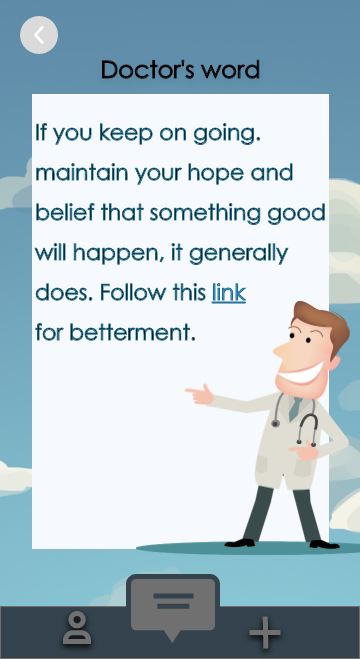 Doctor's word
If you keep on going.
maintain your hope and
belief that something good
will happen, it generally
does. Follow this link
for betterment.